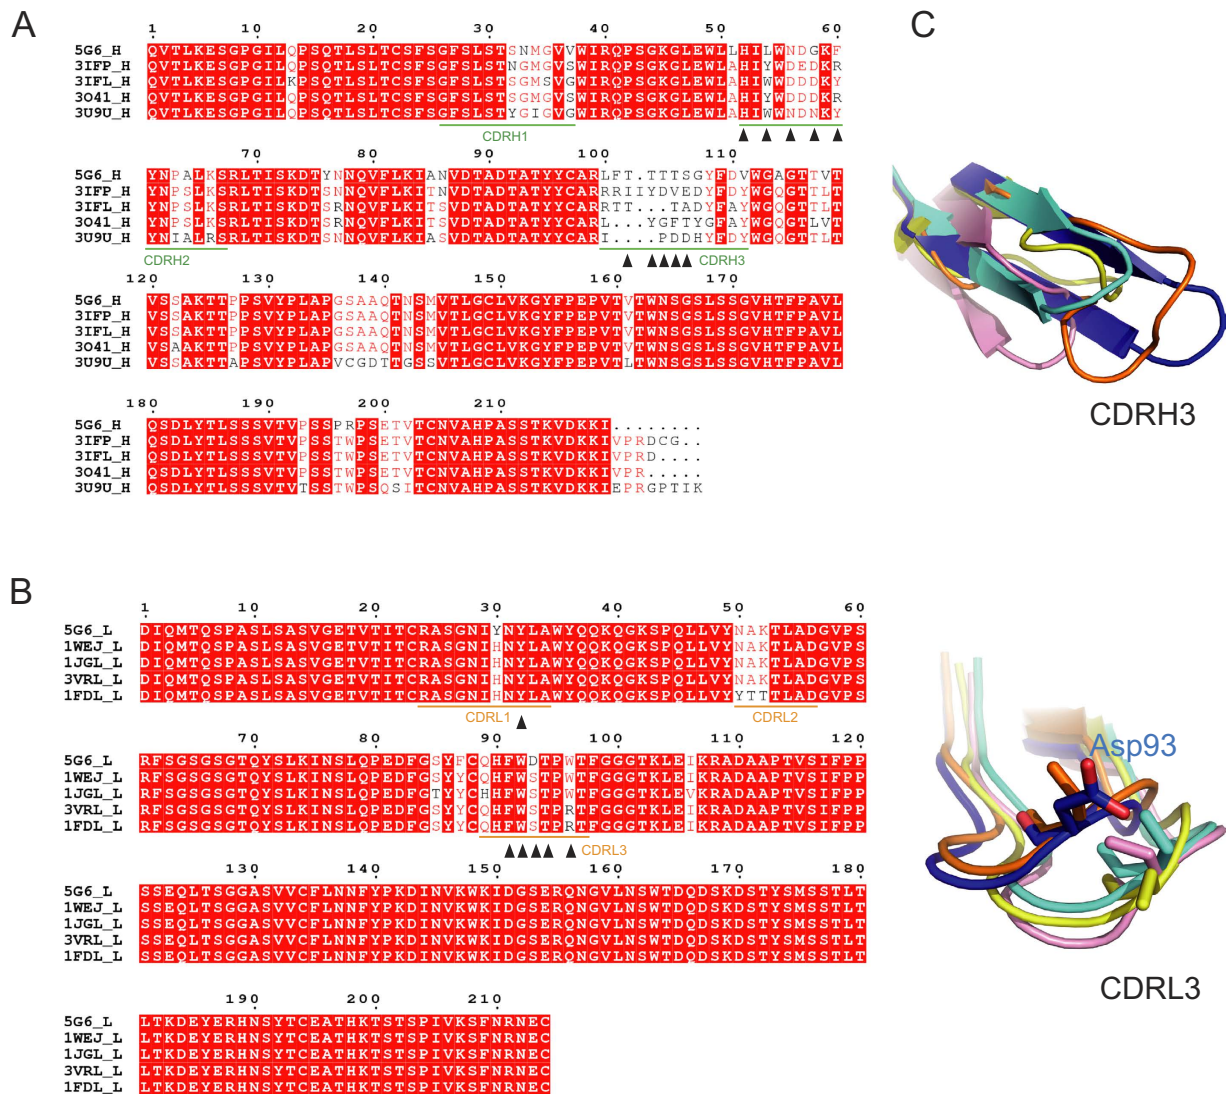 A
C
1 10 20 30 40 50 60
5G6_H QVTLKESGPGILQPSQTLSLTCSFSGFSLSTSNMGVVWIRQPSGKGLEWLLHILWNDGKF
3IFP_H QVTLKESGPGILQPSQTLSLTCSFSGFSLSTNGMGVSWIRQPSGKGLEWLAHIYWDEDKR
3IFL_H QVTLKESGPGILKPSQTLSLTCSFSGFSLSTSGMSVGWIRQPSGKGLEWLAHIWWDDDKY
3O41_H QVTLKESGPGILQPSQTLSLTCSFSGFSLSTSGMGVSWIRQPSGKGLEWLAHIYWDDDKR
3U9U_H QVTLKESGPGILQPSQTLSLTCSFSGFSLSTYGIGVGWIRQPSGKGLEWLAHIWWNDNKY
CDRH1
70 80 90 100 110
5G6_H YNPALKSRLTISKDTYNNQVFLKIANVDTADTATYYCARLFT.TTTSGYFDVWGAGTTVT
3IFP_H YNPSLKSRLTISKDTSNNQVFLKITNVDTADTATYYCARRRIIYDVEDYFDYWGQGTTLT
3IFL_H YNPSLKSRLTISKDTSRNQVFLKITSVDTADTATYYCARRTT...TADYFAYWGQGTTLT
3O41_H YNPSLKSRLTISKDTSRNQVFLKITSVDTADTATYYCARL...YGFTYGFAYWGQGTLVT
3U9U_H YNIALRSRLTISKDTSNNQVFLKIASVDTADTATYYCARI....PDDHYFDYWGQGTTLT
CDRH2 CDRH3
120 130 140 150 160 170
5G6_H VSSAKTTPPSVYPLAPGSAAQTNSMVTLGCLVKGYFPEPVTVTWNSGSLSSGVHTFPAVL
3IFP_H VSSAKTTPPSVYPLAPGSAAQTNSMVTLGCLVKGYFPEPVTVTWNSGSLSSGVHTFPAVL
3IFL_H VSSAKTTPPSVYPLAPGSAAQTNSMVTLGCLVKGYFPEPVTVTWNSGSLSSGVHTFPAVL
3O41_H VSAAKTTPPSVYPLAPGSAAQTNSMVTLGCLVKGYFPEPVTVTWNSGSLSSGVHTFPAVL
3U9U_H VSSAKTTAPSVYPLAPVCGDTTGSSVTLGCLVKGYFPEPVTLTWNSGSLSSGVHTFPAVL
180 190 200 210
5G6_H QSDLYTLSSSVTVPSSPRPSETVTCNVAHPASSTKVDKKI........
3IFP_H QSDLYTLSSSVTVPSSTWPSETVTCNVAHPASSTKVDKKIVPRDCG..
3IFL_H QSDLYTLSSSVTVPSSTWPSETVTCNVAHPASSTKVDKKIVPRD....
3O41_H QSDLYTLSSSVTVPSSTWPSETVTCNVAHPASSTKVDKKIVPR.....
3U9U_H QSDLYTLSSSVTVTSSTWPSQSITCNVAHPASSTKVDKKIEPRGPTIK
CDRH3
B
1 10 20 30 40 50 60
5G6_L DIQMTQSPASLSASVGETVTITCRASGNIYNYLAWYQQKQGKSPQLLVYNAKTLADGVPS
1WEJ_L DIQMTQSPASLSASVGETVTITCRASGNIHNYLAWYQQKQGKSPQLLVYNAKTLADGVPS
1JGL_L DIQMTQSPASLSASVGETVTITCRASGNIHNYLAWYQQKQGKSPQLLVYNAKTLADGVPS
3VRL_L DIQMTQSPASLSASVGETVTITCRASGNIHNYLAWYQQKQGKSPQLLVYNAKTLADGVPS
1FDL_L DIQMTQSPASLSASVGETVTITCRASGNIHNYLAWYQQKQGKSPQLLVYYTTTLADGVPS
CDRL1 CDRL2
70 80 90 100 110 120
5G6_L RFSGSGSGTQYSLKINSLQPEDFGSYFCQHFWDTPWTFGGGTKLEIKRADAAPTVSIFPP
1WEJ_L RFSGSGSGTQYSLKINSLQPEDFGSYYCQHFWSTPWTFGGGTKLEIKRADAAPTVSIFPP
1JGL_L RFSGSGSGTQYSLKINSLQPEDFGTYYCHHFWSTPWTFGGGTKLEVKRADAAPTVSIFPP
3VRL_L RFSGSGSGTQYSLKINSLQPEDFGSYYCQHFWSTPRTFGGGTKLEIKRADAAPTVSIFPP
1FDL_L RFSGSGSGTQYSLKINSLQPEDFGSYYCQHFWSTPRTFGGGTKLEIKRADAAPTVSIFPP
CDRL3
130 140 150 160 170 180
5G6_L SSEQLTSGGASVVCFLNNFYPKDINVKWKIDGSERQNGVLNSWTDQDSKDSTYSMSSTLT
1WEJ_L SSEQLTSGGASVVCFLNNFYPKDINVKWKIDGSERQNGVLNSWTDQDSKDSTYSMSSTLT
1JGL_L SSEQLTSGGASVVCFLNNFYPKDINVKWKIDGSERQNGVLNSWTDQDSKDSTYSMSSTLT
3VRL_L SSEQLTSGGASVVCFLNNFYPKDINVKWKIDGSERQNGVLNSWTDQDSKDSTYSMSSTLT
1FDL_L SSEQLTSGGASVVCFLNNFYPKDINVKWKIDGSERQNGVLNSWTDQDSKDSTYSMSSTLT
190 200 210
5G6_L LTKDEYERHNSYTCEATHKTSTSPIVKSFNRNEC
1WEJ_L LTKDEYERHNSYTCEATHKTSTSPIVKSFNRNEC
1JGL_L LTKDEYERHNSYTCEATHKTSTSPIVKSFNRNEC
3VRL_L LTKDEYERHNSYTCEATHKTSTSPIVKSFNRNEC
1FDL_L LTKDEYERHNSYTCEATHKTSTSPIVKSFNRNEC
Asp93
CDRL3